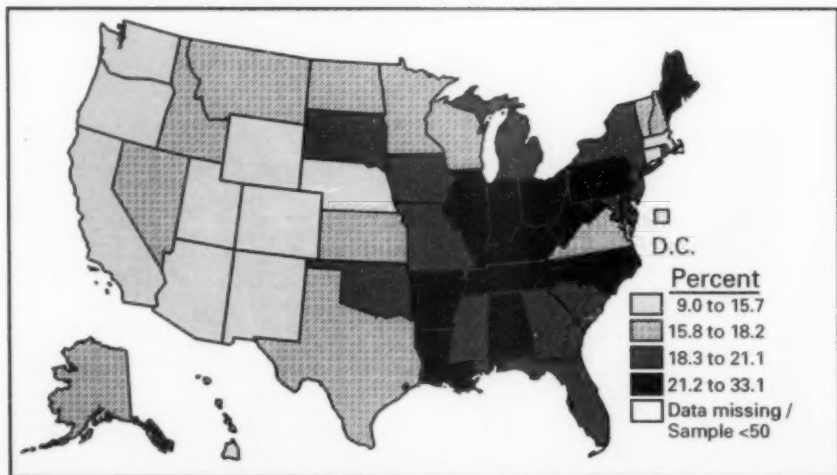 D.C.
Percent
9.0 to 15.7
15.8 to 18.2
18.3 to 21.1
21.2 to 33.1
Data missing /
Sample <50